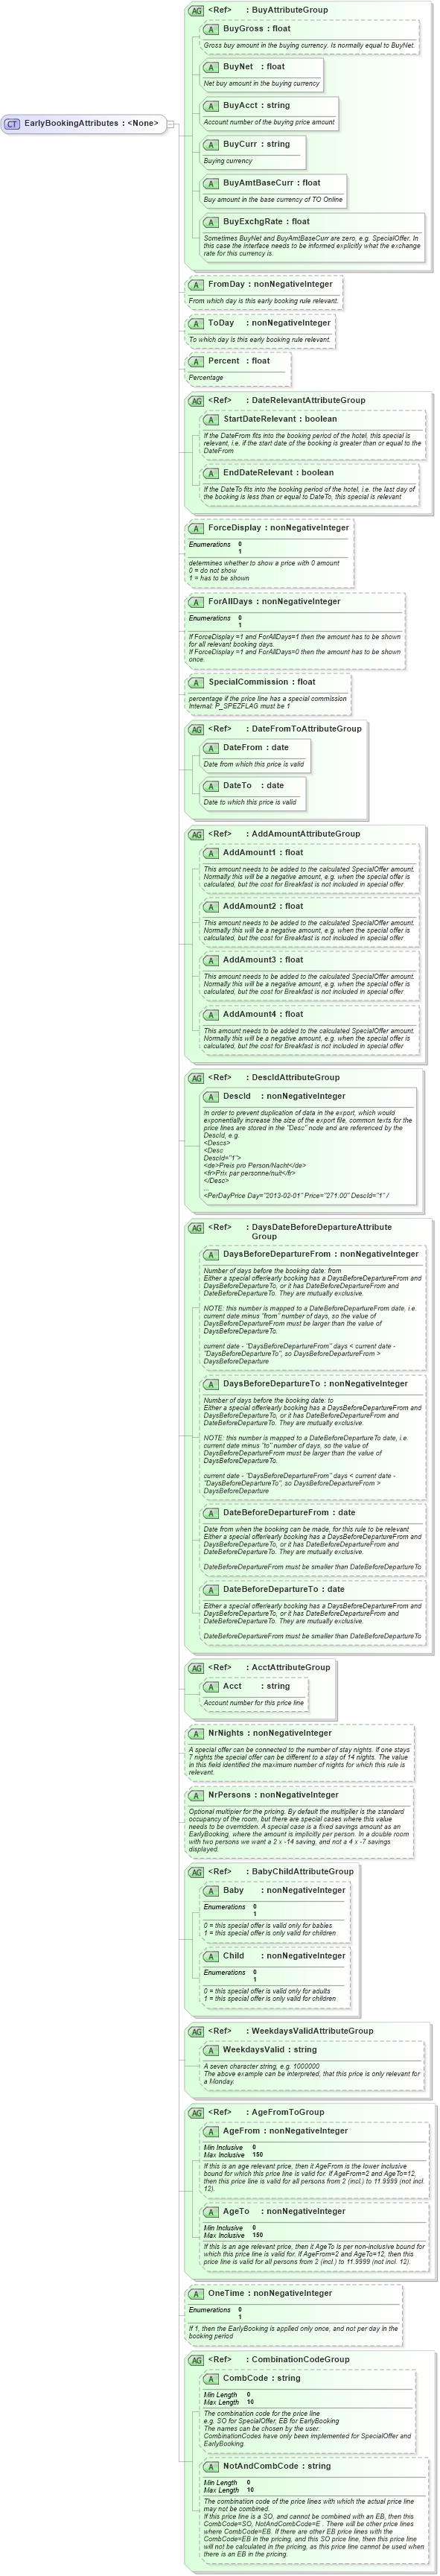 CT EarlyBookingAttributes : <None>
AG <Ref> : BuyAttributeGroup
A BuyGross : float
Gross buy amount in the buying currency. Is normally equal to BuyNet.
A BuyNet : float
Net buy amount in the buying currency
A BuyAcct : string
Account number of the buying price amount
A BuyCurr : string
Buying currency
A BuyAmtBaseCurr : float
Buy amount in the base currency of TO Online
A BuyExchgRate : float
Sometimes BuyNet and BuyAmtBaseCurr are zero, e.g. SpecialOffer. In
this case the interface needs to be informed explicitly what the exchange
rate for this currency is.
A FromDay : nonNegativeInteger
From which day is this early booking rule relevant.
A ToDay : nonNegativeInteger
To which day is this early booking rule relevant.
A Percent : float
Percentage
AG <Ref> : DateRelevantAttributeGroup
A StartDateRelevant : boolean
If the DateFrom fits into the booking period of the hotel, this special is
relevant, i.e. if the start date of the booking is greater than or equal to the
DateFrom
A EndDateRelevant : boolean
If the DateTo fits into the booking period of the hotel, i.e. the last day of
the booking is less than or equal to DateTo, this special is relevant
A ForceDisplay : nonNegativeInteger
Enumerations 0
1
determines whether to show a price with 0 amount
0 = do not show
1 = has to be shown
A ForAllDays : nonNegativeInteger
Enumerations 0
1
If ForceDisplay =1 and ForAllDays=1 then the amount has to be shown
for all relevant booking days.
If ForceDisplay =1 and ForAllDays=0 then the amount has to be shown
once.
A SpecialCommission : float
percentage if the price line has a special commission
Internal: P_SPEZFLAG must be 1
AG <Ref> : DateFromToAttributeGroup
A DateFrom : date
Date from which this price is valid
A DateTo : date
Date to which this price is valid
AG <Ref> : AddAmountAttributeGroup
A AddAmount1 : float
This amount needs to be added to the calculated SpecialOffer amount.
Normally this will be a negative amount, e.g. when the special offer is
calculated, but the cost for Breakfast is not included in special offer
A AddAmount2 : float
This amount needs to be added to the calculated SpecialOffer amount.
Normally this will be a negative amount, e.g. when the special offer is
calculated, but the cost for Breakfast is not included in special offer
A AddAmount3 : float
This amount needs to be added to the calculated SpecialOffer amount.
Normally this will be a negative amount, e.g. when the special offer is
calculated, but the cost for Breakfast is not included in special offer
A AddAmount4 : float
This amount needs to be added to the calculated SpecialOffer amount.
Normally this will be a negative amount, e.g. when the special offer is
calculated, but the cost for Breakfast is not included in special offer
AG <Ref> : DescIdAttributeGroup
A DescId : nonNegativeInteger
In order to prevent duplication of data in the export, which would
exponentially increase the size of the export file, common texts for the
price lines are stored in the "Desc" node and are referenced by the
DescId, e.g.
<Descs>
<Desc
DescId="1">
<de>Preis pro Person/Nacht</de>
<fr>Prix par personne/nuit</fr>
</Desc>
...
<PerDayPrice Day="2013-02-01" Price="271.00" DescId="1" /
AG <Ref> : DaysDateBeforeDepartureAttribute
Group
A DaysBeforeDepartureFrom : nonNegativeInteger
Number of days before the booking date: from
Either a special offer/early booking has a DaysBeforeDepartureFrom and
DaysBeforeDepartureTo, or it has DateBeforeDepartureFrom and
DateBeforeDepartureTo. They are mutually exclusive.
NOTE: this number is mapped to a DateBeforeDepartureFrom date, i.e.
current date minus "from" number of days, so the value of
DaysBeforeDepartureFrom must be larger than the value of
DaysBeforeDepartureTo.
current date - "DaysBeforeDepartureFrom" days < current date -
"DaysBeforeDepartureTo", so DaysBeforeDepartureFrom >
DaysBeforeDeparture
A DaysBeforeDepartureTo : nonNegativeInteger
Number of days before the booking date: to
Either a special offer/early booking has a DaysBeforeDepartureFrom and
DaysBeforeDepartureTo, or it has DateBeforeDepartureFrom and
DateBeforeDepartureTo. They are mutually exclusive.
NOTE: this number is mapped to a DateBeforeDepartureTo date, i.e.
current date minus "to" number of days, so the value of
DaysBeforeDepartureFrom must be larger than the value of
DaysBeforeDepartureTo.
current date - "DaysBeforeDepartureFrom" days < current date -
"DaysBeforeDepartureTo", so DaysBeforeDepartureFrom >
DaysBeforeDeparture
A DateBeforeDepartureFrom : date
Date from when the booking can be made, for this rule to be relevant
Either a special offer/early booking has a DaysBeforeDepartureFrom and
DaysBeforeDepartureTo, or it has DateBeforeDepartureFrom and
DateBeforeDepartureTo. They are mutually exclusive.
DateBeforeDepartureFrom must be smaller than DateBeforeDepartureTo
A DateBeforeDepartureTo : date
Either a special offer/early booking has a DaysBeforeDepartureFrom and
DaysBeforeDepartureTo, or it has DateBeforeDepartureFrom and
DateBeforeDepartureTo. They are mutually exclusive.
DateBeforeDepartureFrom must be smaller than DateBeforeDepartureTo
AG <Ref> : AcctAttributeGroup
A Acct : string
Account number for this price line
A NrNights : nonNegativeInteger
A special offer can be connected to the number of stay nights. If one stays
7 nights the special offer can be different to a stay of 14 nights. The value
in this field identified the maximum number of nights for which this rule is
relevant.
A NrPersons : nonNegativeInteger
Optional multiplier for the pricing. By default the multiplier is the standard
occupancy of the room, but there are special cases where this value
needs to be overridden. A special case is a fixed savings amount as an
EarlyBooking, where the amount is implicitly per person. In a double room
with two persons we want a 2 x -14 saving, and not a 4 x -7 savings
displayed.
AG <Ref> : BabyChildAttributeGroup
A Baby : nonNegativeInteger
Enumerations 0
1
0 = this special offer is valid only for babies
1 = this special offer is only valid for children
A Child : nonNegativeInteger
Enumerations 0
1
0 = this special offer is valid only for adults
1 = this special offer is only valid for children
AG <Ref> : WeekdaysValidAttributeGroup
A WeekdaysValid : string
A seven character string, e.g. 1000000
The above example can be interpreted, that this price is only relevant for
a Monday.
AG <Ref> : AgeFromToGroup
A AgeFrom : nonNegativeInteger
Min Inclusive 0
Max Inclusive 150
If this is an age relevant price, then it AgeFrom is the lower inclusive
bound for which this price line is valid for. If AgeFrom=2 and AgeTo=12,
then this price line is valid for all persons from 2 (incl.) to 11.9999 (not incl.
12).
A AgeTo : nonNegativeInteger
Min Inclusive 0
Max Inclusive 150
If this is an age relevant price, then it AgeTo is per non-inclusive bound for
which this price line is valid for. If AgeFrom=2 and AgeTo=12, then this
price line is valid for all persons from 2 (incl.) to 11.9999 (not incl. 12).
A OneTime : nonNegativeInteger
Enumerations 0
1
If 1, then the EarlyBooking is applied only once, and not per day in the
booking period
AG <Ref> : CombinationCodeGroup
A CombCode : string
Min Length 0
Max Length 10
The combination code for the price line
e.g. SO for SpecialOffer, EB for EarlyBooking
The names can be chosen by the user.
CombinationCodes have only been implemented for SpecialOffer and
EarlyBooking.
A NotAndCombCode : string
Min Length 0
Max Length 10
The combination code of the price lines with which the actual price line
may not be combined.
If this price line is a SO, and cannot be combined with an EB, then this
CombCode=SO, NotAndCombCode=E . There will be other price lines
where CombCode=EB. If there are other EB price lines with the
CombCode=EB in the pricing, and this SO price line, then this price line
will not be calculated in the pricing, as this price line cannot be used when
there is an EB in the pricing.